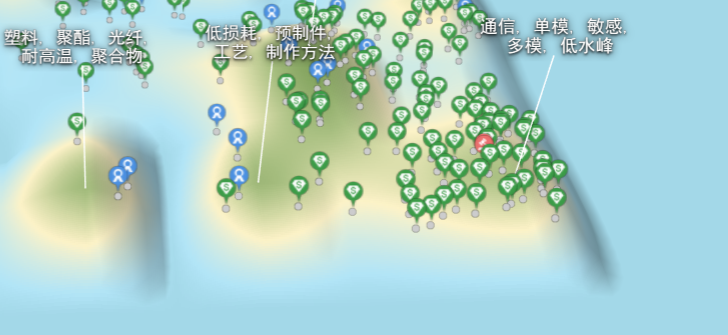 塑料, 聚酯, 光纤,
耐高温, 聚合物
低损耗, 预制件,
工艺, 制作方法
通信, 单模, 敏感,
多模, 低水峰